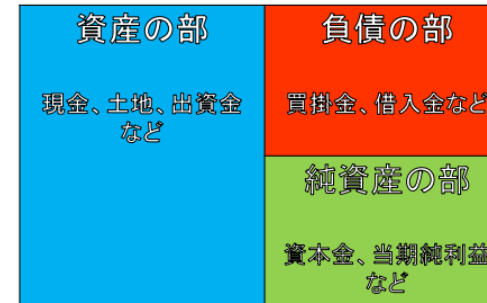 資産の部
現金、土地、出資金
など
負債の部
買掛金、借入金など
純資産の部
資本金、当期純利益
など